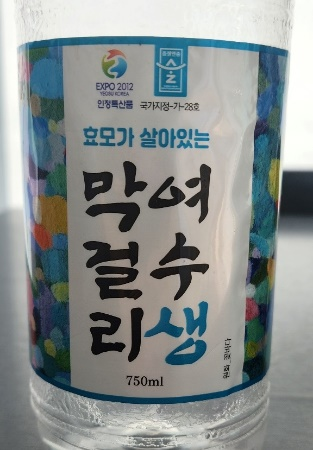 EXPO 2012
YEOSU KOREA
인정특산품
국가지정-가-28호
효모가 살아있는
여수생
막걸리
750ml